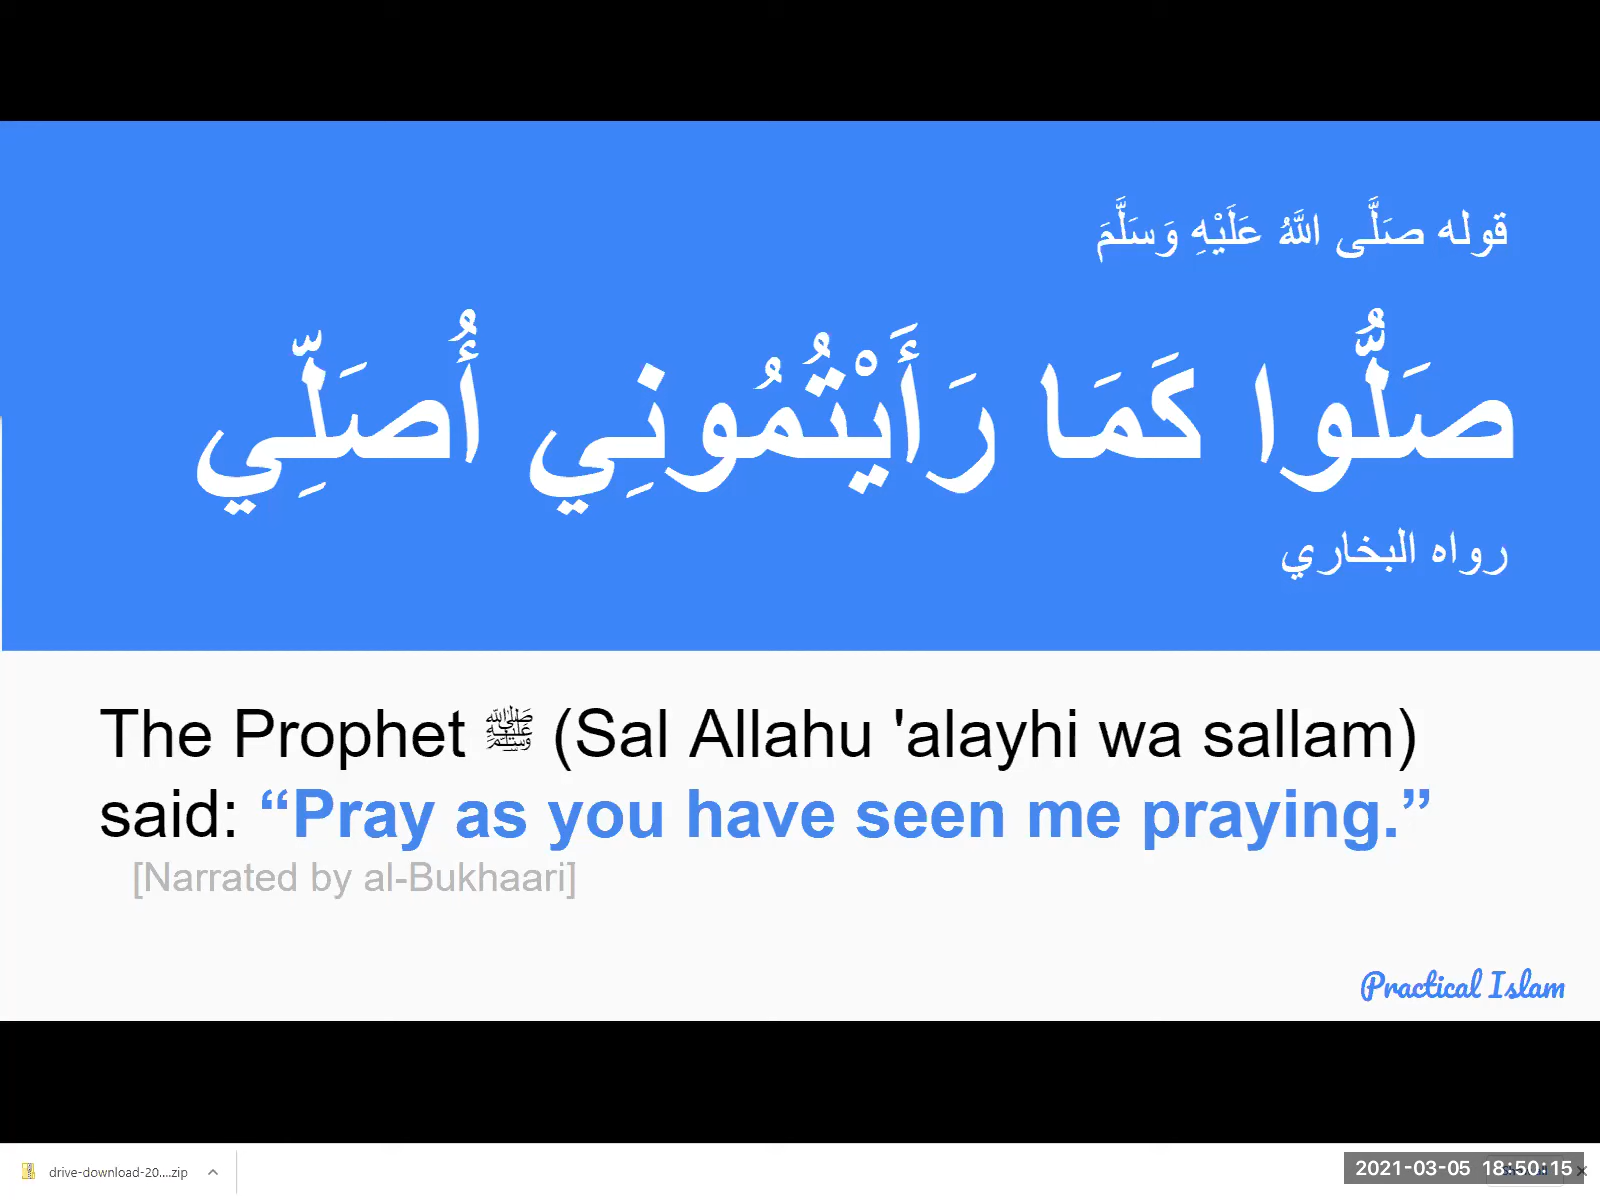 قوله صَلَّى اللَّهُ عَلَيْهِ وَسَلَّمَ
صَلُّوا كَمَا رَأَيْتُمُونِي أُصَلِّي
رواه البخاري
The Prophet ﷺ (Sal Allahu 'alayhi wa sallam)
said: “Pray as you have seen me praying.”
[Narrated by al-Bukhaari]
Practical Islam
drive-download-20....zip
2021-03-05 18:50:15